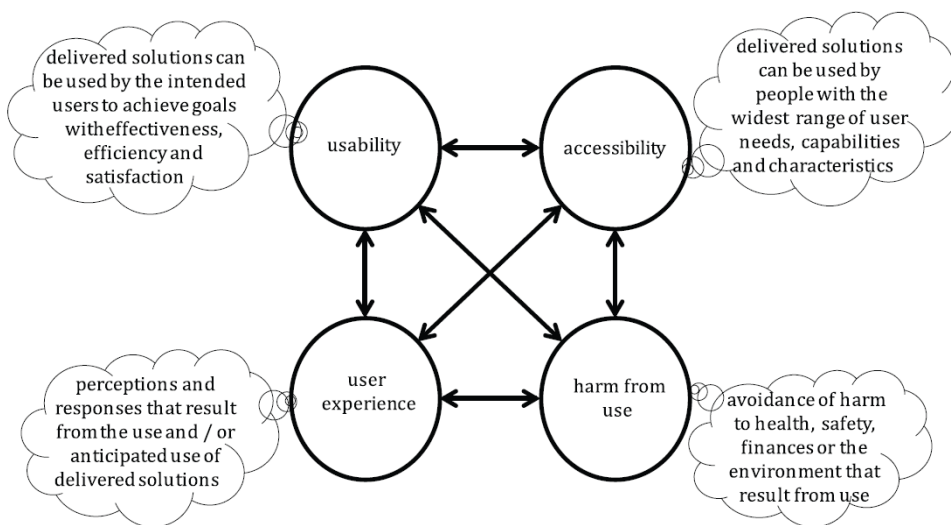 delivered solutions can
be used by the intended
users to achieve goals
with effectiveness,
efficiency and
satisfaction
usability
accessibility
delivered solutions
can be used by
people with the
widest range of user
needs, capabilities
and characteristics
perceptions and
responses that result
from the use and / or
anticipated use of
delivered solutions
user
experience
harm from
use
avoidance of harm
to health, safety,
finances or the
environment that
result from use